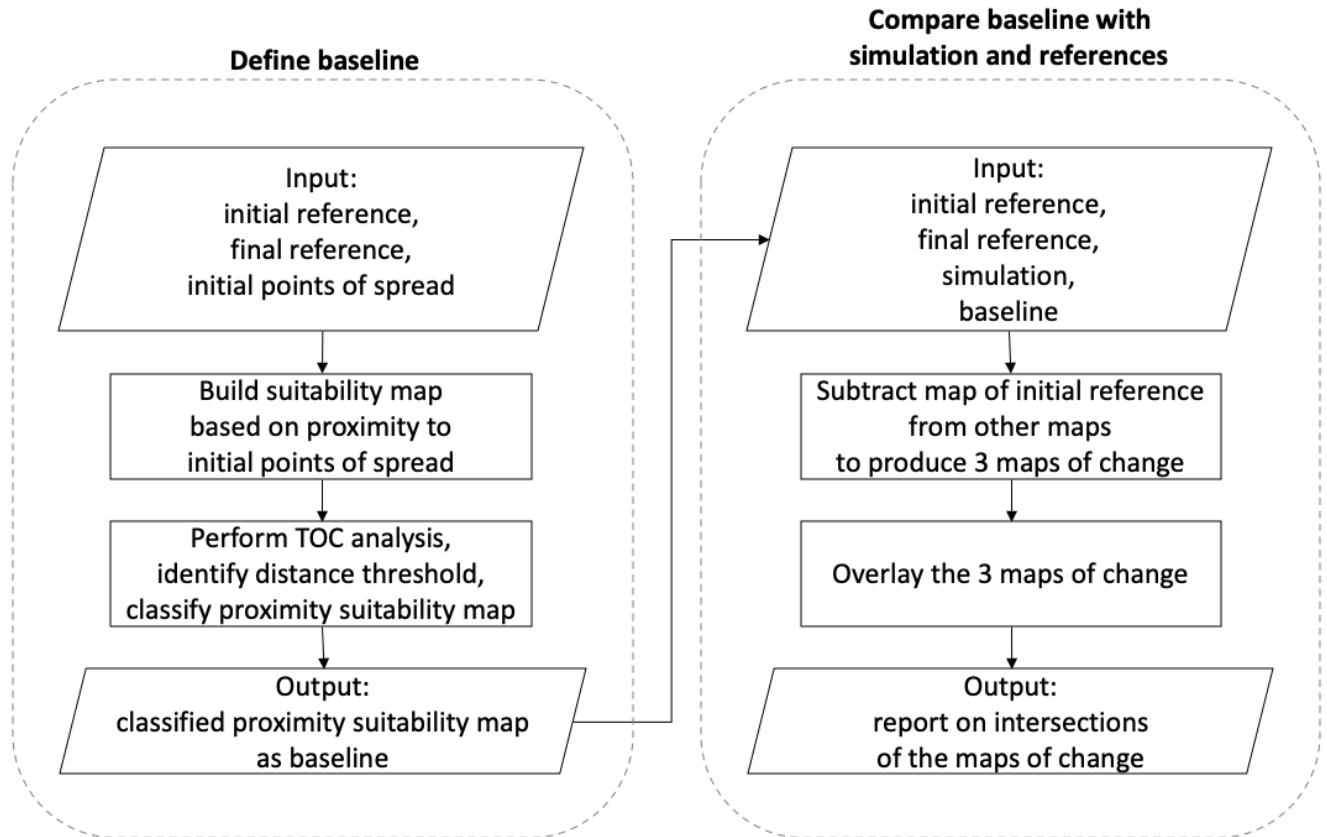 Define baseline
Input:
initial reference,
final reference,
initial points of spread
Build suitability map
based on proximity to
initial points of spread
Perform TOC analysis,
identify distance threshold,
classify proximity suitability map
Output:
classified proximity suitability map
as baseline
Compare baseline with
simulation and references
Input:
initial reference,
final reference,
simulation,
baseline
Subtract map of initial reference
from other maps
to produce 3 maps of change
Overlay the 3 maps of change
Output:
report on intersections
of the maps of change